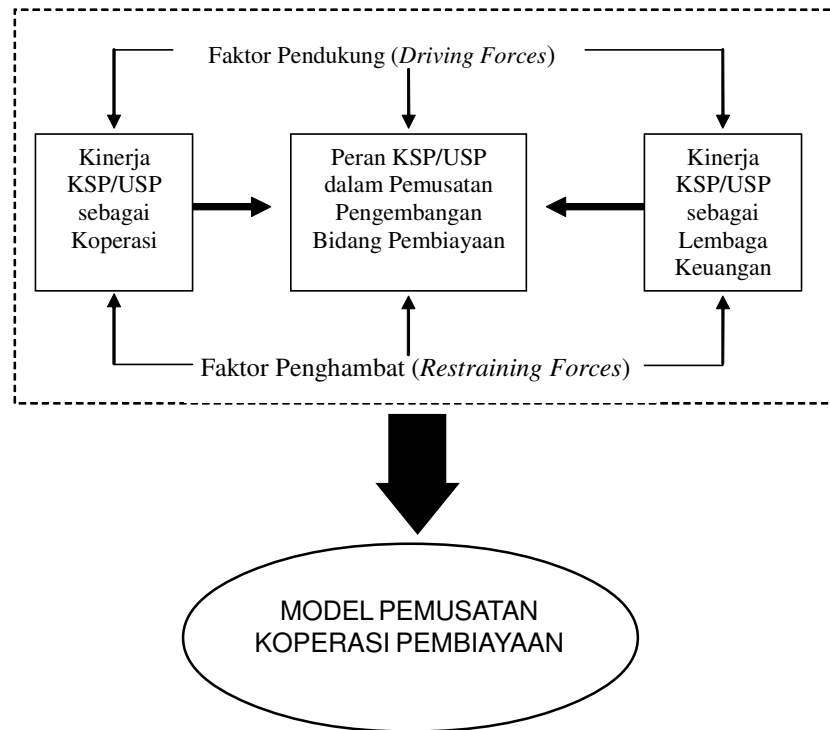 Faktor Pendukung (Driving Forces)
Kinerja
KSP/USP
sebagai
Koperasi
Peran KSP/USP
dalam Pemusatan
Pengembangan
Bidang Pembiayaan
Kinerja
KSP/USP
sebagai
Lembaga
Keuangan
Faktor Penghambat (Restraining Forces)
MODEL PEMUSATAN
KOPERASI PEMBIAYAAN